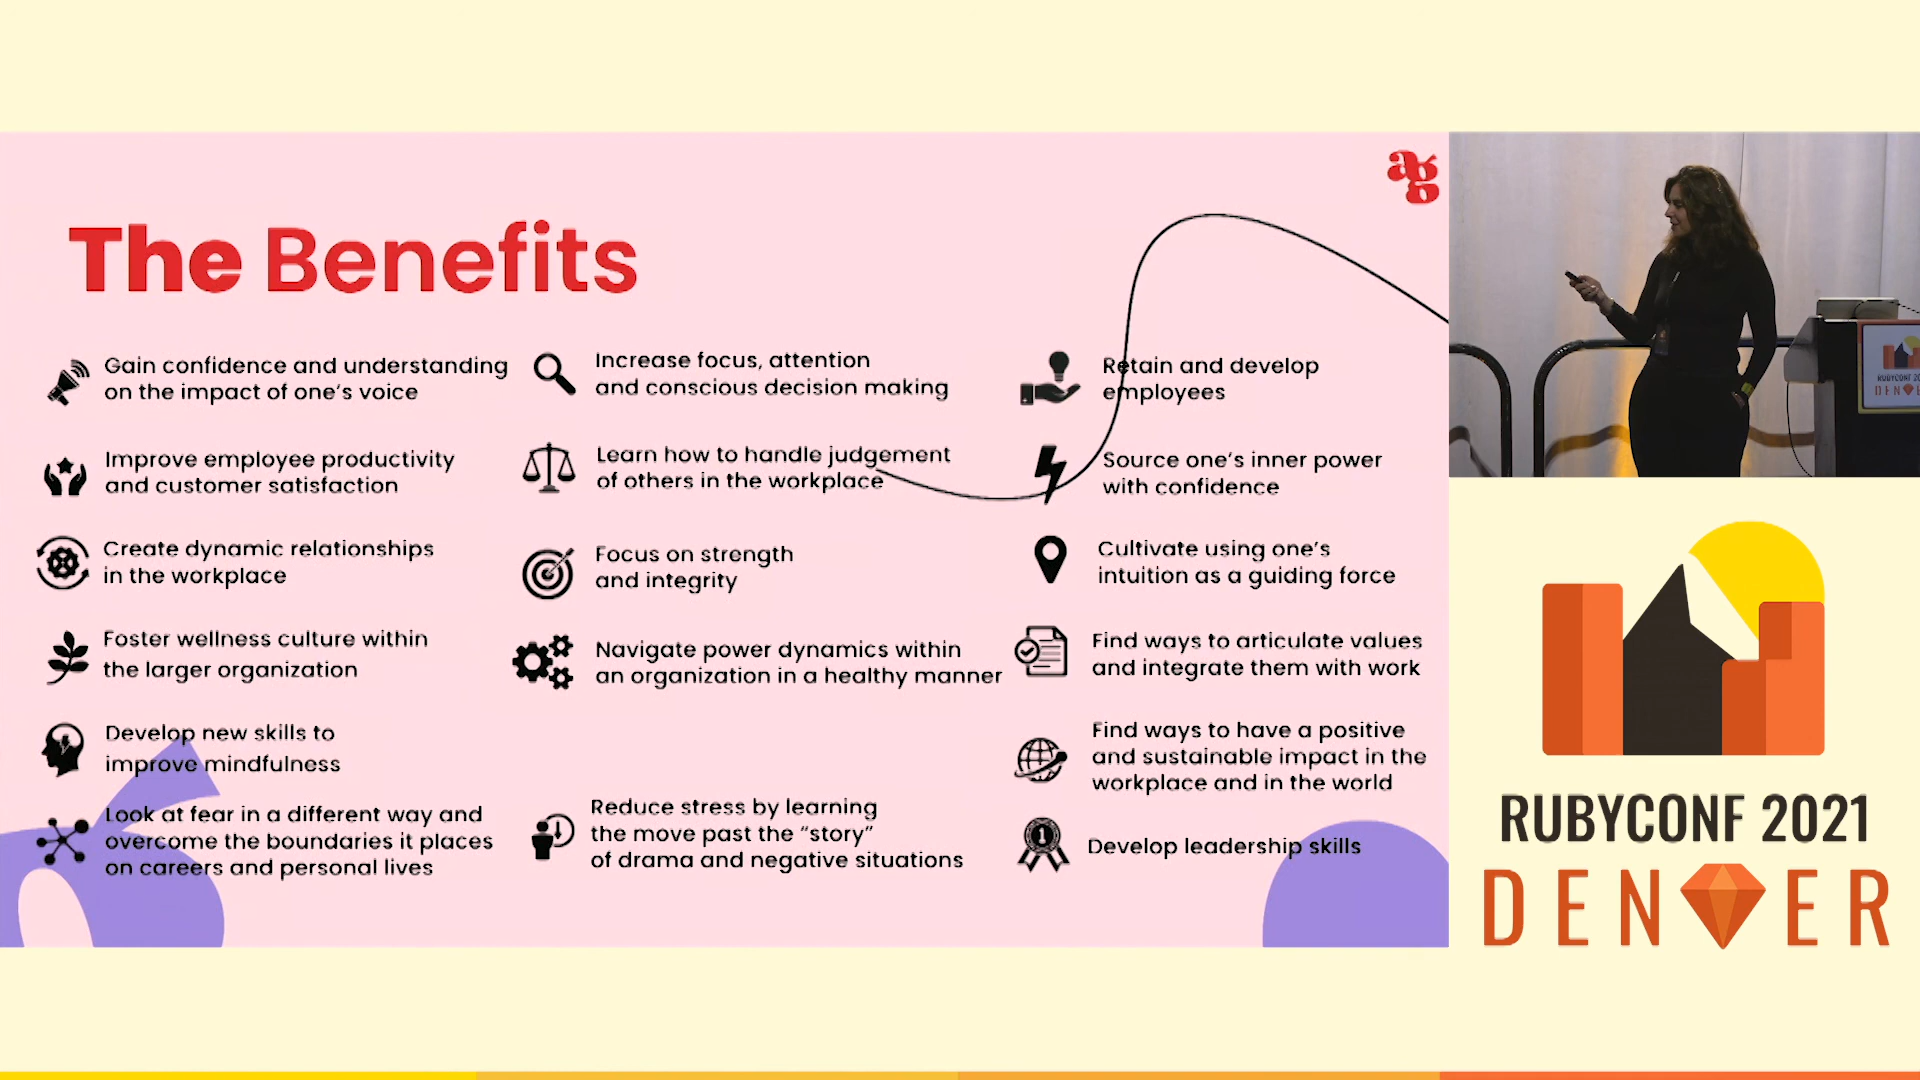 ag
The Benefits
Gain confidence and understanding
on the impact of one's voice
Improve employee productivity
and customer satisfaction
Create dynamic relationships
in the workplace
Foster wellness culture within
the larger organization
Develop new skills to
improve mindfulness
Look at fear in a different way and
overcome the boundaries it places
on careers and personal lives
Increase focus, attention
and conscious decision making
Learn how to handle judgement
of others in the workplace
Focus on strength
and integrity
Navigate power dynamics within
an organization in a healthy manner
Reduce stress by learning
the move past the “story”
of drama and negative situations
Retain and develop
employees
Source one's inner power
with confidence
Cultivate using one's
intuition as a guiding force
Find ways to articulate values
and integrate them with work
Find ways to have a positive
and sustainable impact in the
workplace and in the world
1
Develop leadership skills
RUBYCONF 2021
DENVER